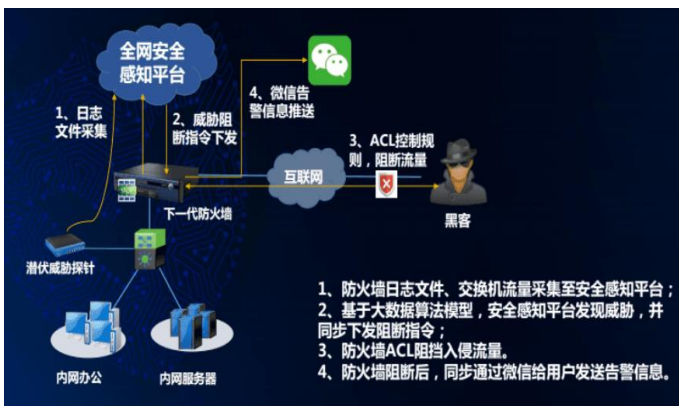 全网安全
感知平台
1、日志
文件采集
2、威胁阻
断指令下发
4、微信告
警信息推送
3、ACL控制规
则，阻断流量
互联网
下一代防火墙
黑客
潜伏威胁探针
内网办公
内网服务器
1、防火墙日志文件、交换机流量采集至安全感知平台；
2、基于大数据算法模型，安全感知平台发现威胁，并
同步下发阻断指令；
3、防火墙ACL阻挡入侵流量。
4、防火墙阻断后，同步通过微信给用户发送告警信息。